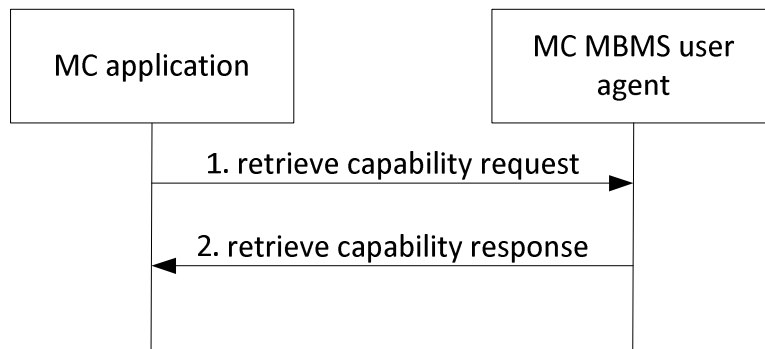 MC application
MC MBMS user
agent
1. retrieve capability request
2. retrieve capability response